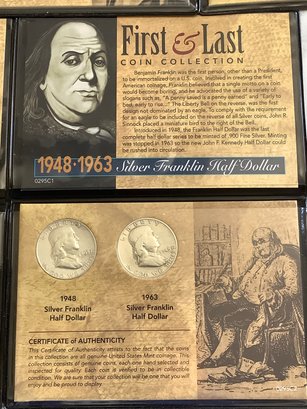 First & Last
COIN COLLECTION
Benjamin Franklin was the first person, other than a President,
to be immortalized on a U.S. coin. Involved in creating the first
American coinage, Franklin believed that a single motto on a coin
would become boring, and he advocated the use of a variety of
slogans such as, "A penny saved is a penny earned" and "Early to
bed, early to rise..." The Liberty Bell on the reverse, was the first
design not dominated by an eagle. To comply with the requirement
for an eagle to be included on the reverse of all Silver coins, John R.
Sinnock placed a miniature bird to the right of the Bell.
Introduced in 1948, the Franklin Half Dollar was the last
complete half dollar series to be minted of .900 Fine Silver. Minting
was stopped in 1963 so the new John F. Kennedy Half Dollar could
be rushed into circulation.
1948·1963 Silver Franklin Half Dollar
0295C1
LIBERTY
LIBERTY
1948
Silver Franklin
Half Dollar
1963
Silver Franklin
Half Dollar
CERTIFICATE OF AUTHENTICITY
This Certificate of Authenticity attests to the fact that the coins in
this collection are all genuine United States Mint coinage. This
collection consists of genuine coins, each one hand selected and
inspected for quality. Each coin is verified to be in collectible
condition. We are sure that your collection will be one that you will
enjoy and be proud to display.